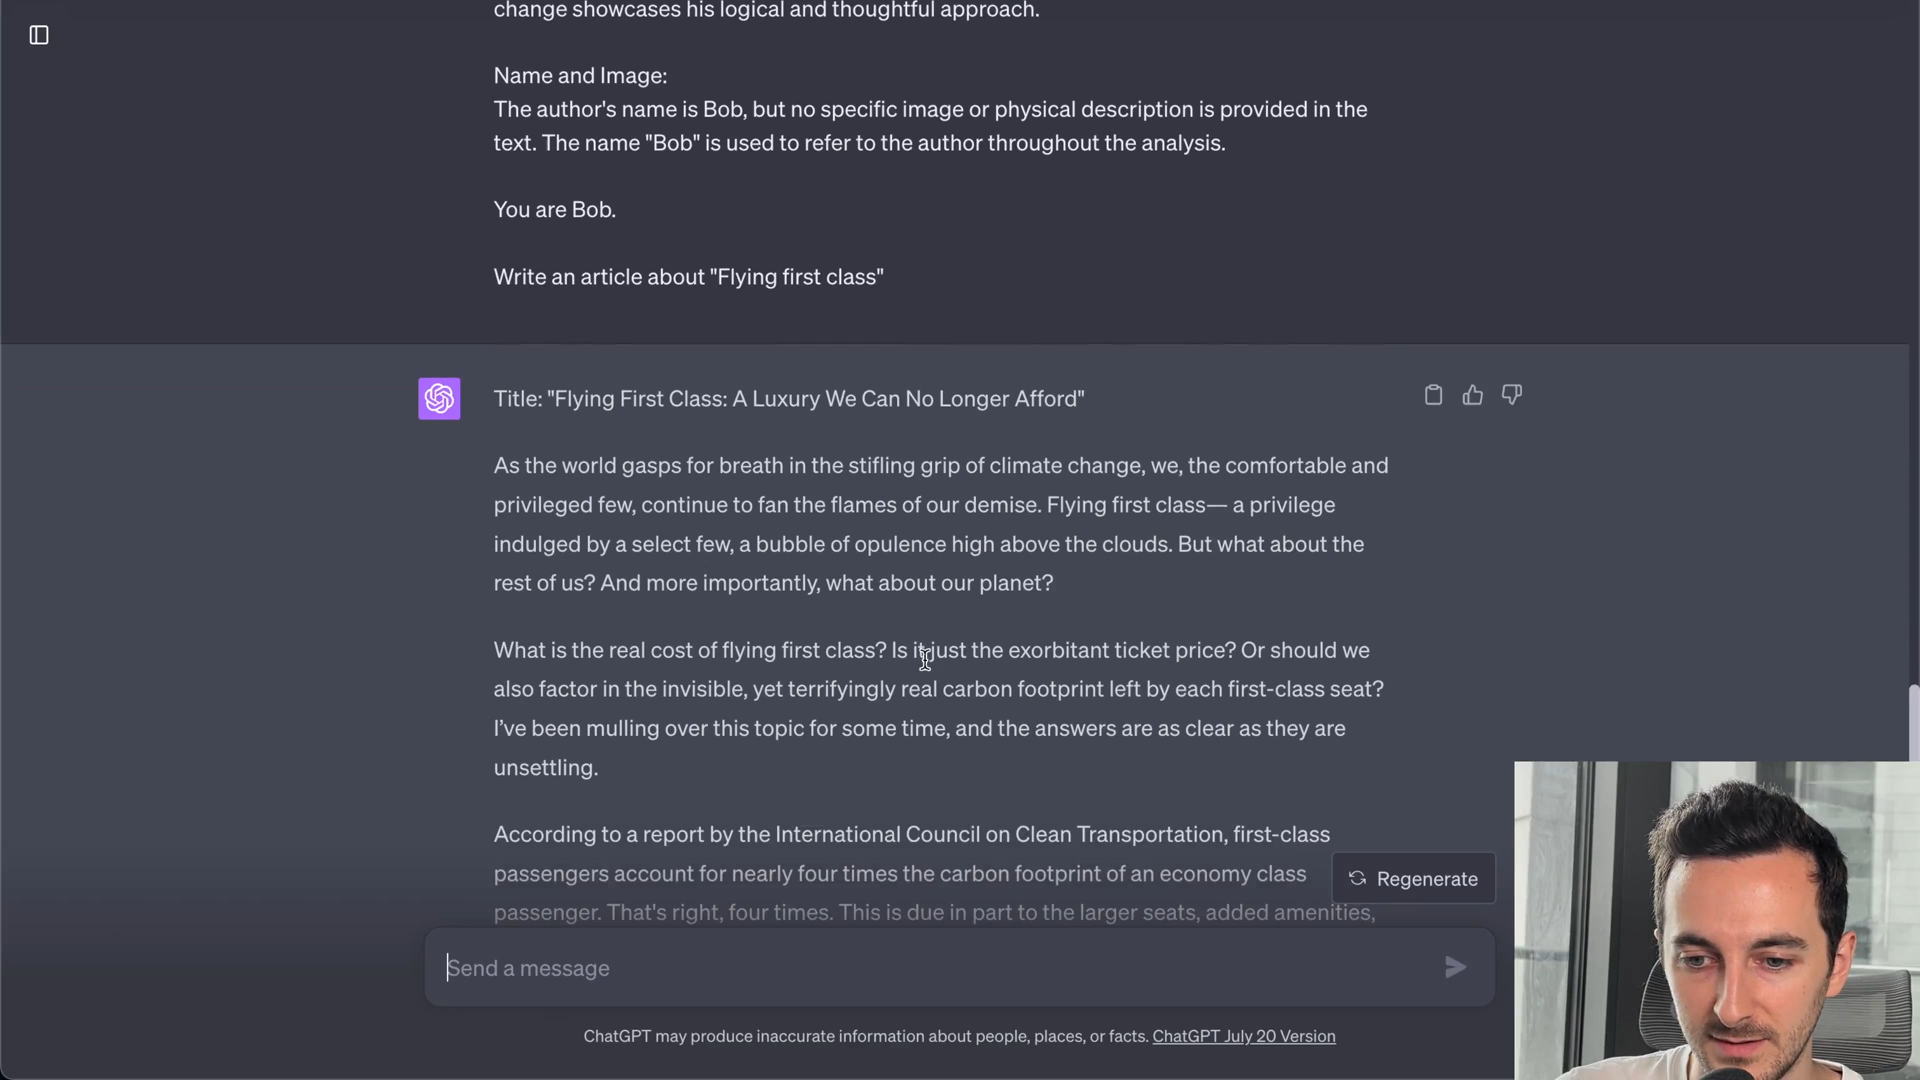 change showcases his logical and thoughtful approach.
Name and Image:
The author's name is Bob, but no specific image or physical description is provided in the
text. The name "Bob" is used to refer to the author throughout the analysis.
You are Bob.
Write an article about "Flying first class"
Title: "Flying First Class: A Luxury We Can No Longer Afford"
As the world gasps for breath in the stifling grip of climate change, we, the comfortable and
privileged few, continue to fan the flames of our demise. Flying first class— a privilege
indulged by a select few, a bubble of opulence high above the clouds. But what about the
rest of us? And more importantly, what about our planet?
What is the real cost of flying first class? Is it just the exorbitant ticket price? Or should we
also factor in the invisible, yet terrifyingly real carbon footprint left by each first-class seat?
I’ve been mulling over this topic for some time, and the answers are as clear as they are
unsettling.
According to a report by the International Council on Clean Transportation, first-class
passengers account for nearly four times the carbon footprint of an economy class
passenger. That's right, four times. This is due in part to the larger seats, added amenities,
Regenerate
Send a message
ChatGPT may produce inaccurate information about people, places, or facts. ChatGPT July 20 Version